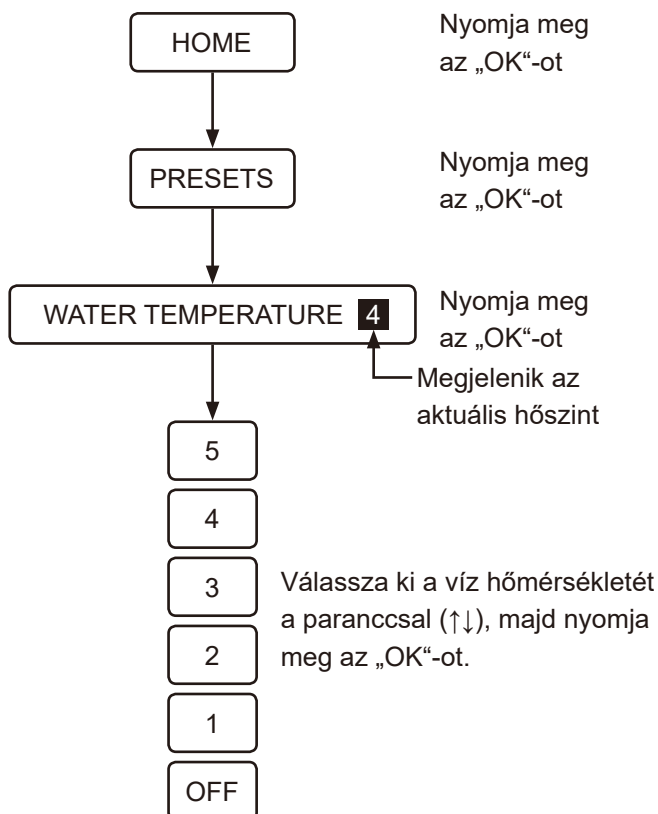 HOME
Nyomja meg
az „OK“-ot
PRESETS
Nyomja meg
az „OK“-ot
WATER TEMPERATURE 4
Nyomja meg
az „OK“-ot
Megjelenik az
aktuális hőszint
5
4
3
2
1
OFF
Válassza ki a víz hőmérsékletét
a paranccsal (↑↓), majd nyomja
meg az „OK“-ot.